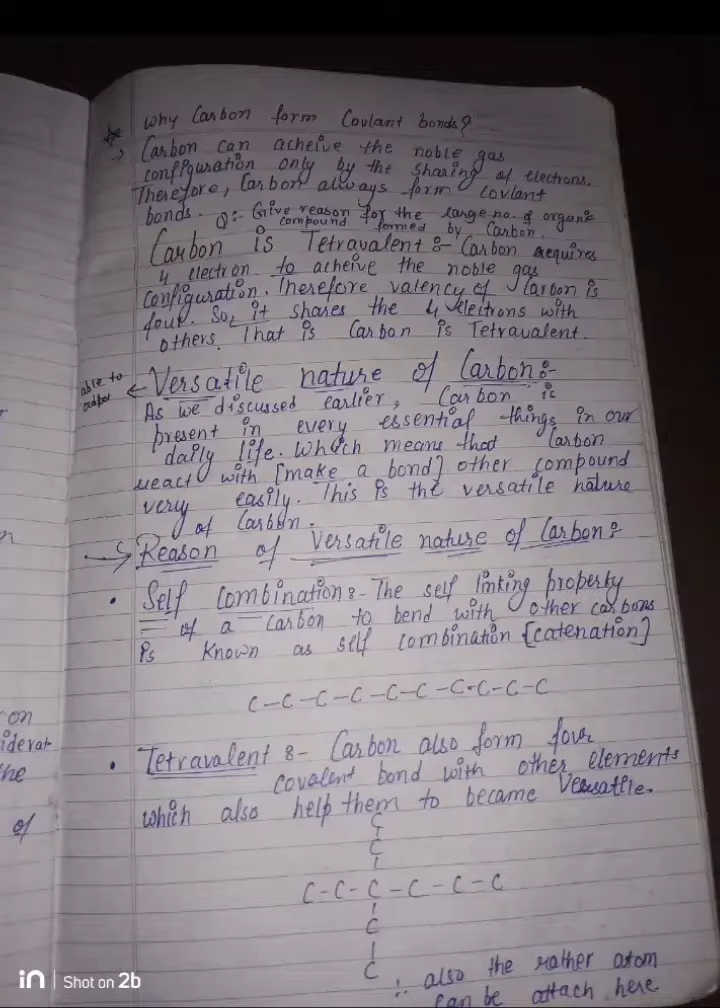 Why Carbon form Covlant bonds?
→ Carbon can acheive the noble gas
configuration only by the sharing of electrons.
Therefore, Carbon always form covlant
bonds. Q:- Give reason for the large no. of organic
compound formed by Carbon.
Carbon is Tetravalent :- Carbon requires
4 electron to acheive the noble gas
Configuration. Therefore valency of Carbon is
four. So, it shares the 4 electrons with
others. That is Carbon is Tetravalent.
able to
← Versatile nature of Carbon:-
As we discussed earlier, Carbon is
present in every essential things in our
daily life. Which means that Carbon
react with [make a bond] other compound
very easily. This is the versatile nature
of Carbon.
→ Reason of Versatile nature of Carbon:
• Self Combination:- The self linking property
of a carbon to bend with other carbons
is known as self combination [catenation]
C-C-C-C-C-C-C-C-C-C
• Tetravalent :- Carbon also form four
covalent bond with other elements
which also help them to became Versatile.
C
C
C-C-C-C-C-C
C
C
∴ also the rather atom
can be attach here
on
iderat
the
of
in | Shot on 2b